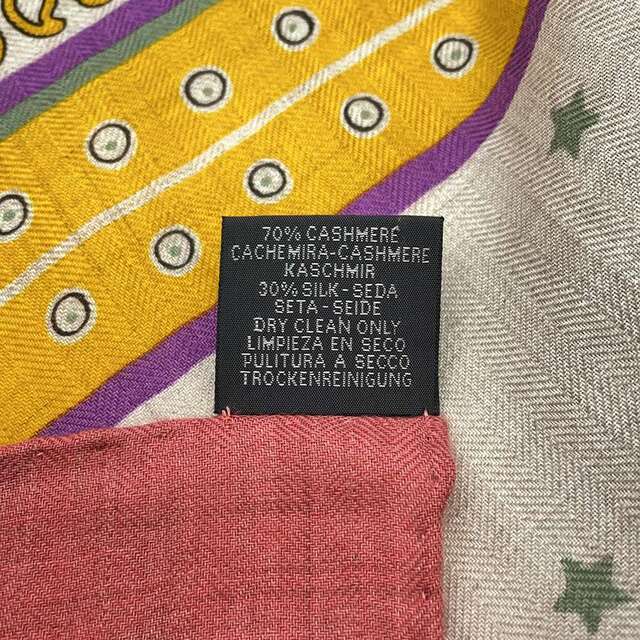 70% CASHMERE
CACHEMIRA-CASHMERE
KASCHMIR
30% SILK-SEDA
SETA-SEIDE
DRY CLEAN ONLY
LIMPIEZA EN SECO
PULITURA A SECCO
TROCKENREINIGUNG